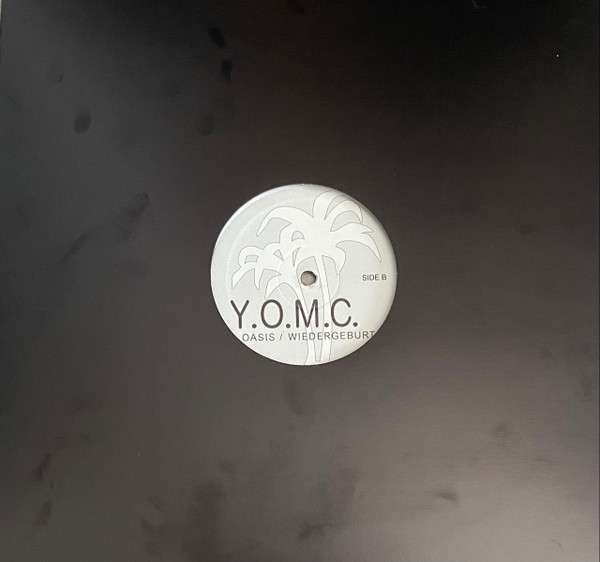 SIDE B
Y.O.M.C.
OASIS / WIEDERGEBURT